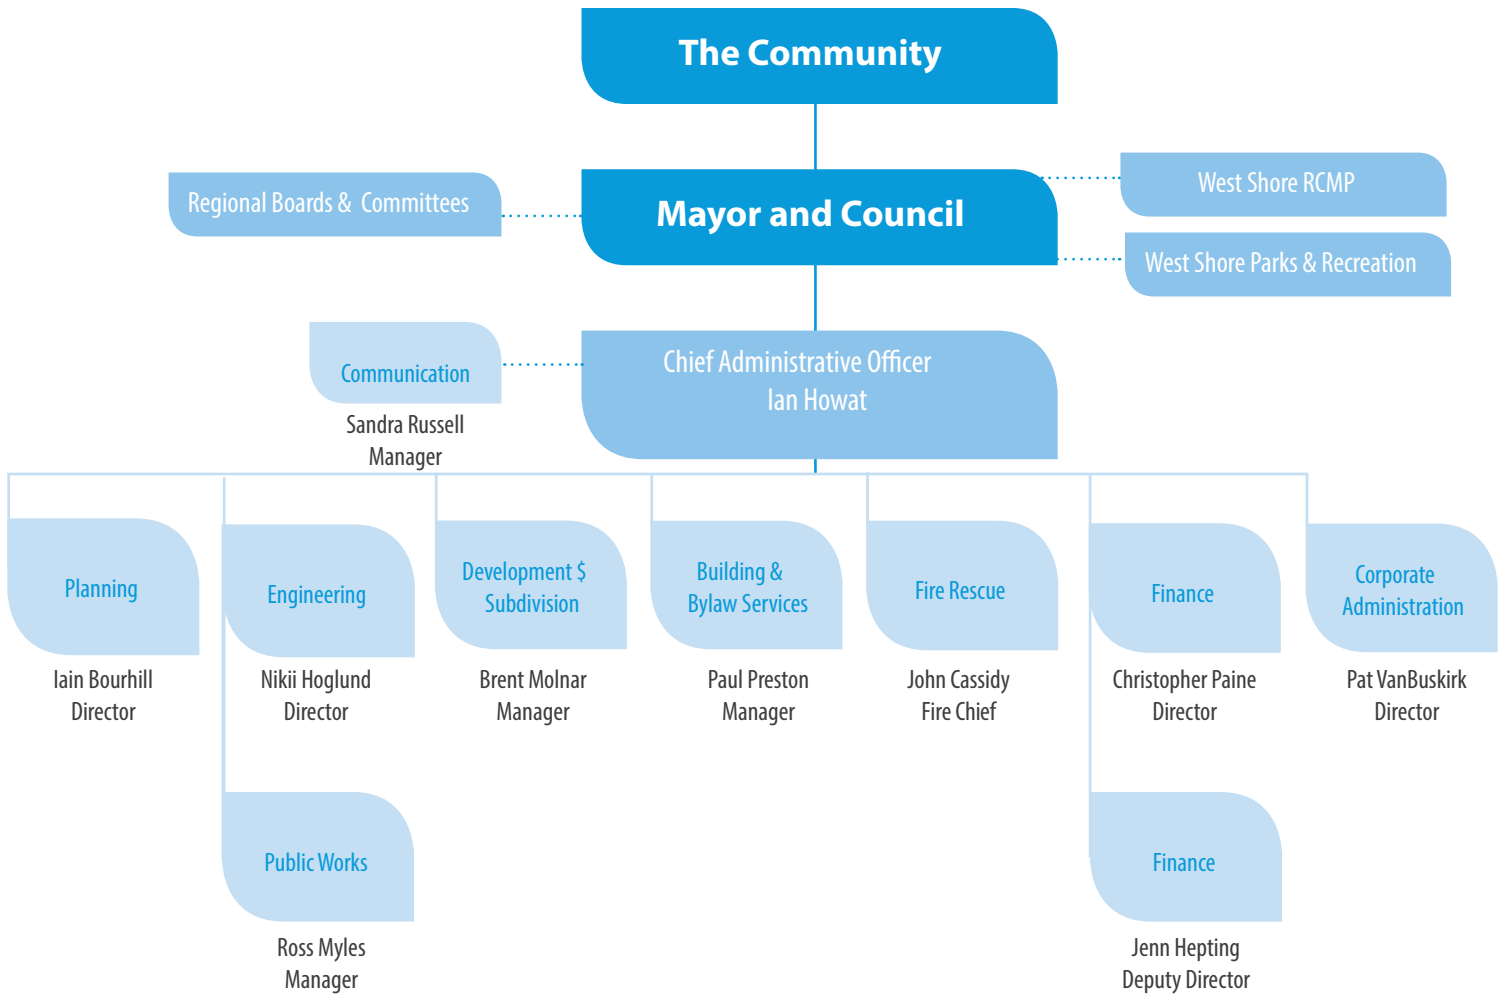 The Community
Regional Boards & Committees
Mayor and Council
West Shore RCMP
West Shore Parks & Recreation
Communication
Sandra Russell
Manager
Chief Administrative Officer
Ian Howat
Planning
Iain Bourhill
Director
Engineering
Nikii Hoglund
Director
Development $
Subdivision
Brent Molnar
Manager
Building &
Bylaw Services
Paul Preston
Manager
Fire Rescue
John Cassidy
Fire Chief
Finance
Christopher Paine
Director
Corporate
Administration
Pat VanBuskirk
Director
Public Works
Ross Myles
Manager
Finance
Jenn Hepting
Deputy Director